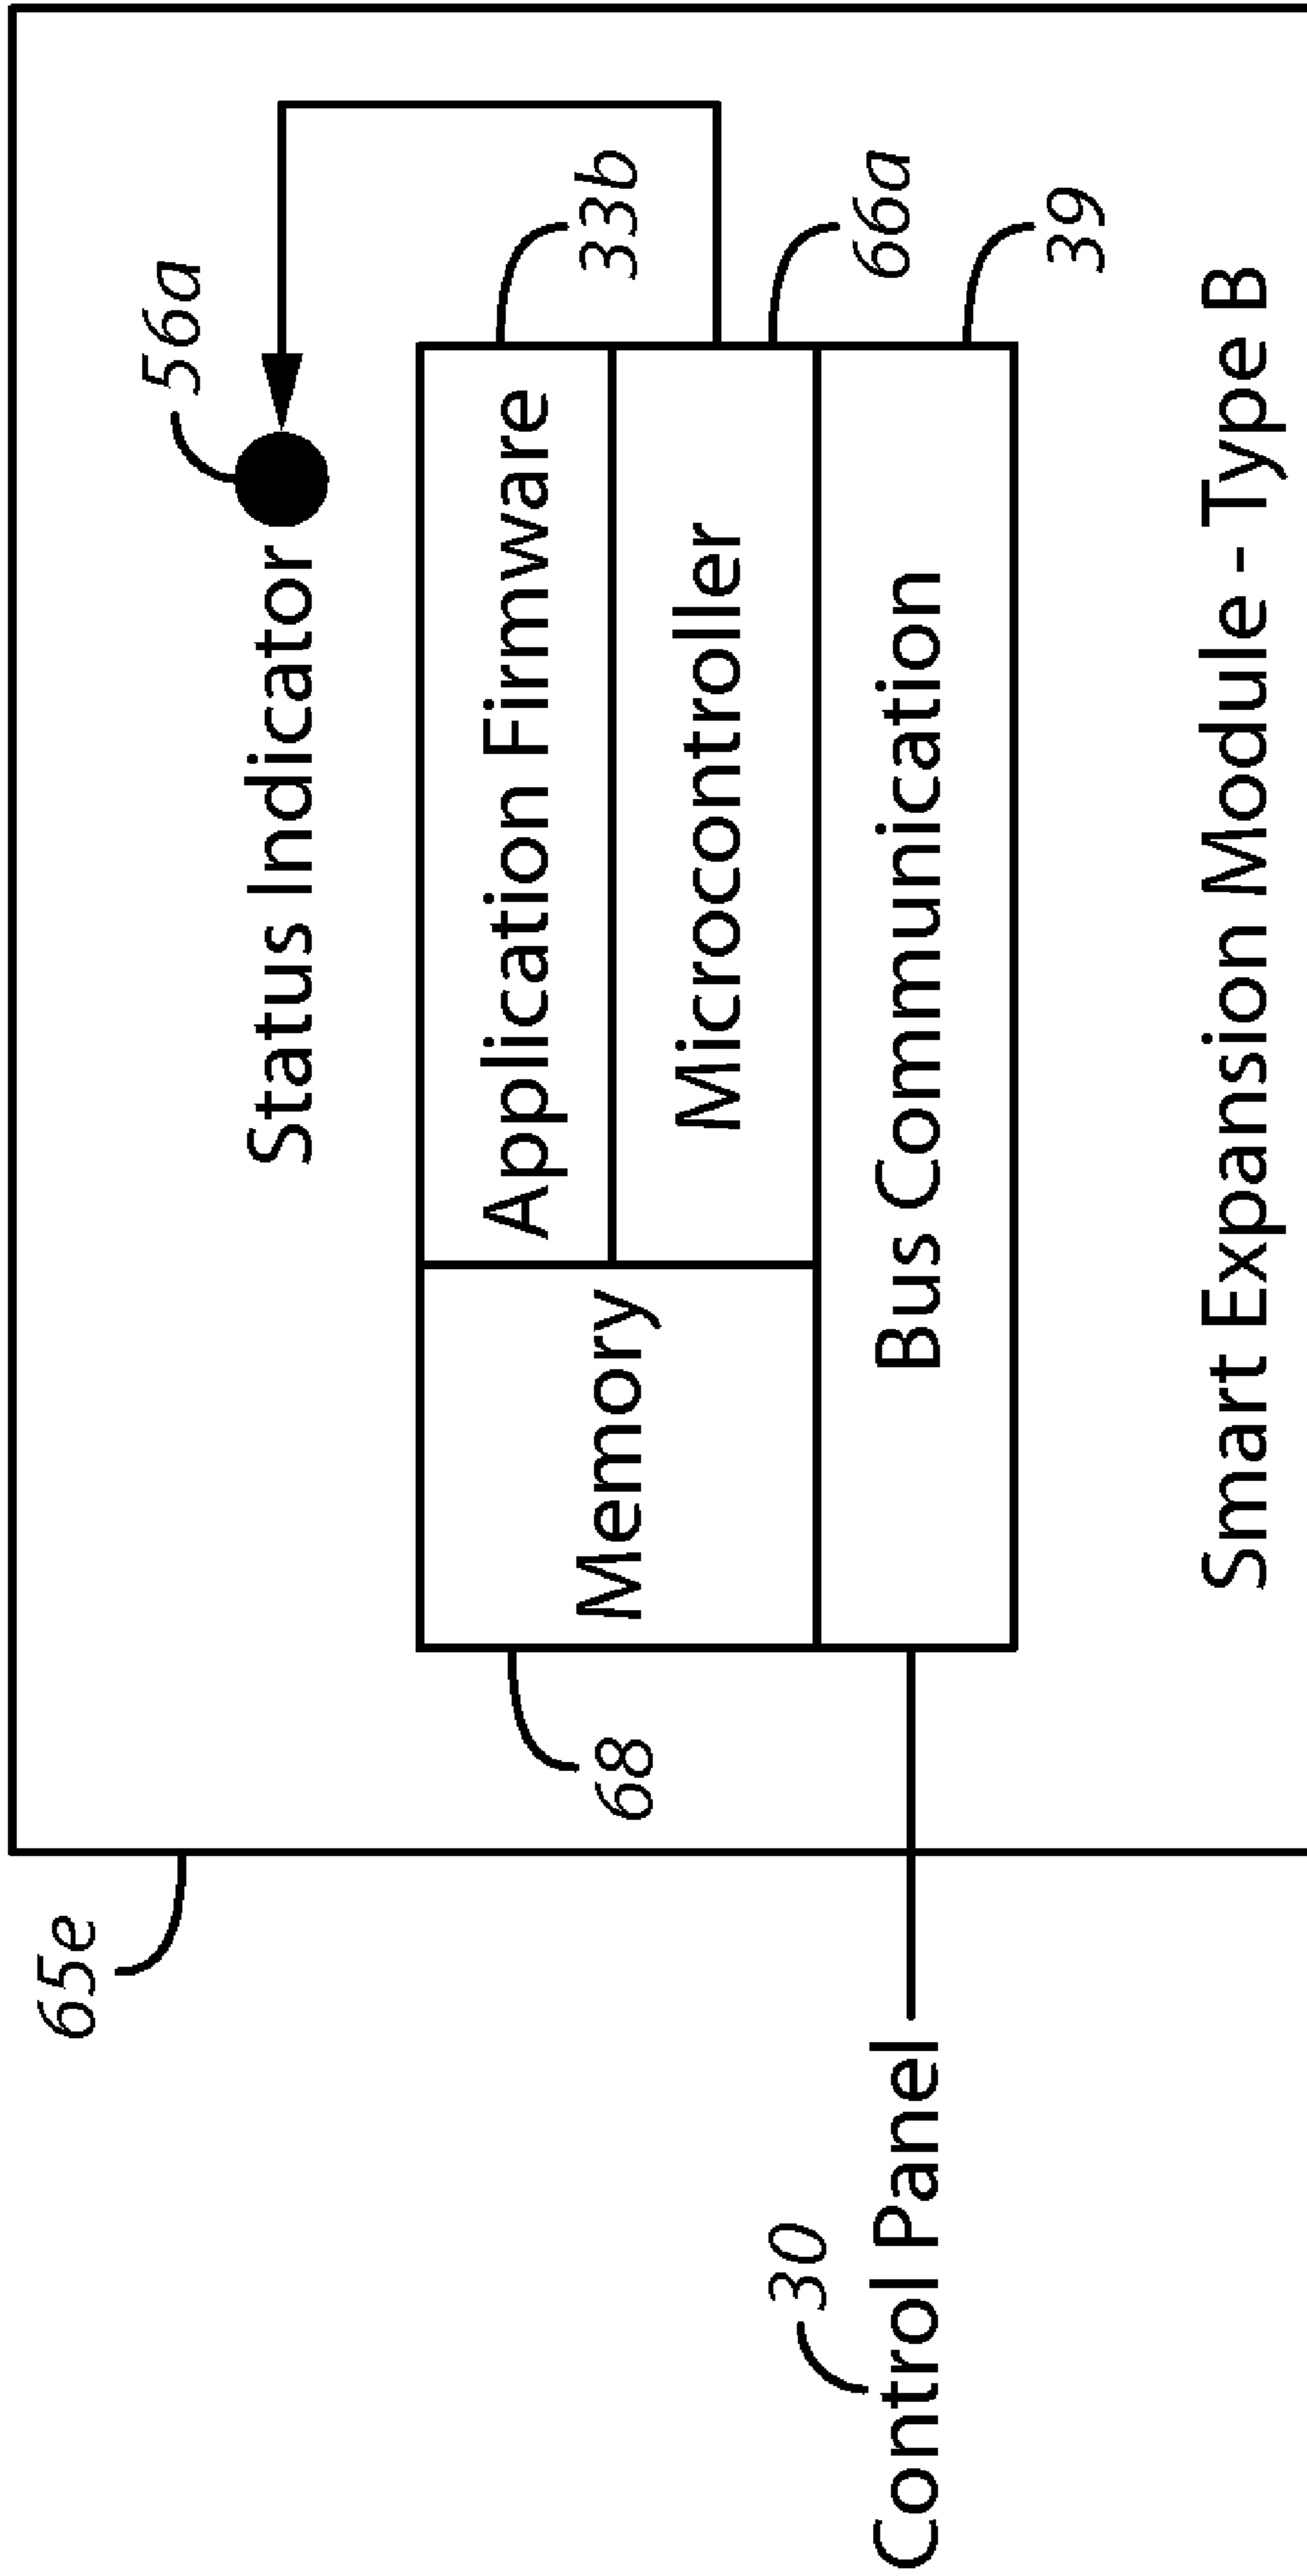 65e
56a
Status Indicator
33b
Application Firmware
Memory
68
Microcontroller
66a
30
Control Panel
Bus Communication
39
Smart Expansion Module - Type B